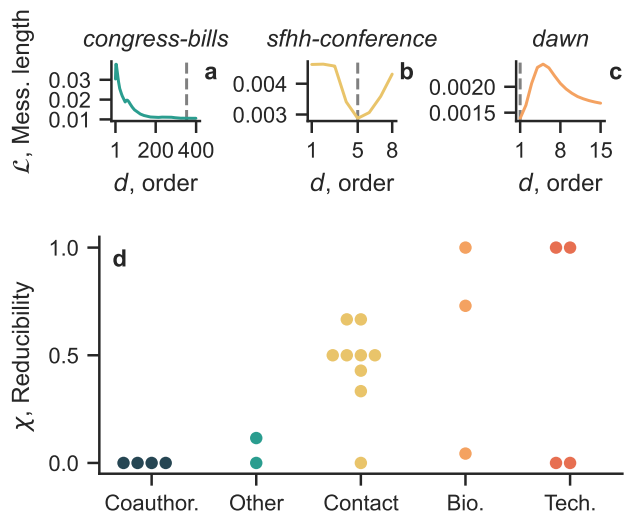 congress-bills sfhh-conference dawn
ℒ, Mess. length
a
0.03
0.02
0.01
1 200 400
d, order
b
0.004
0.003
1 5 8
d, order
c
0.0020
0.0015
1 8 15
d, order
d
χ, Reducibility
1.0
0.5
0.0
Coauthor. Other Contact Bio. Tech.